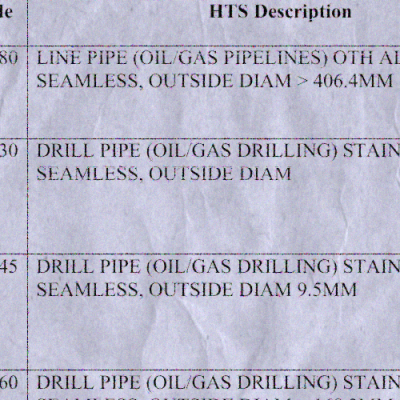 le HTS Description
80 LINE PIPE (OIL/GAS PIPELINES) OTH AL
SEAMLESS, OUTSIDE DIAM > 406.4MM
30 DRILL PIPE (OIL/GAS DRILLING) STAIN
SEAMLESS, OUTSIDE DIAM
45 DRILL PIPE (OIL/GAS DRILLING) STAIN
SEAMLESS, OUTSIDE DIAM 9.5MM
60 DRILL PIPE (OIL/GAS DRILLING) STAIN